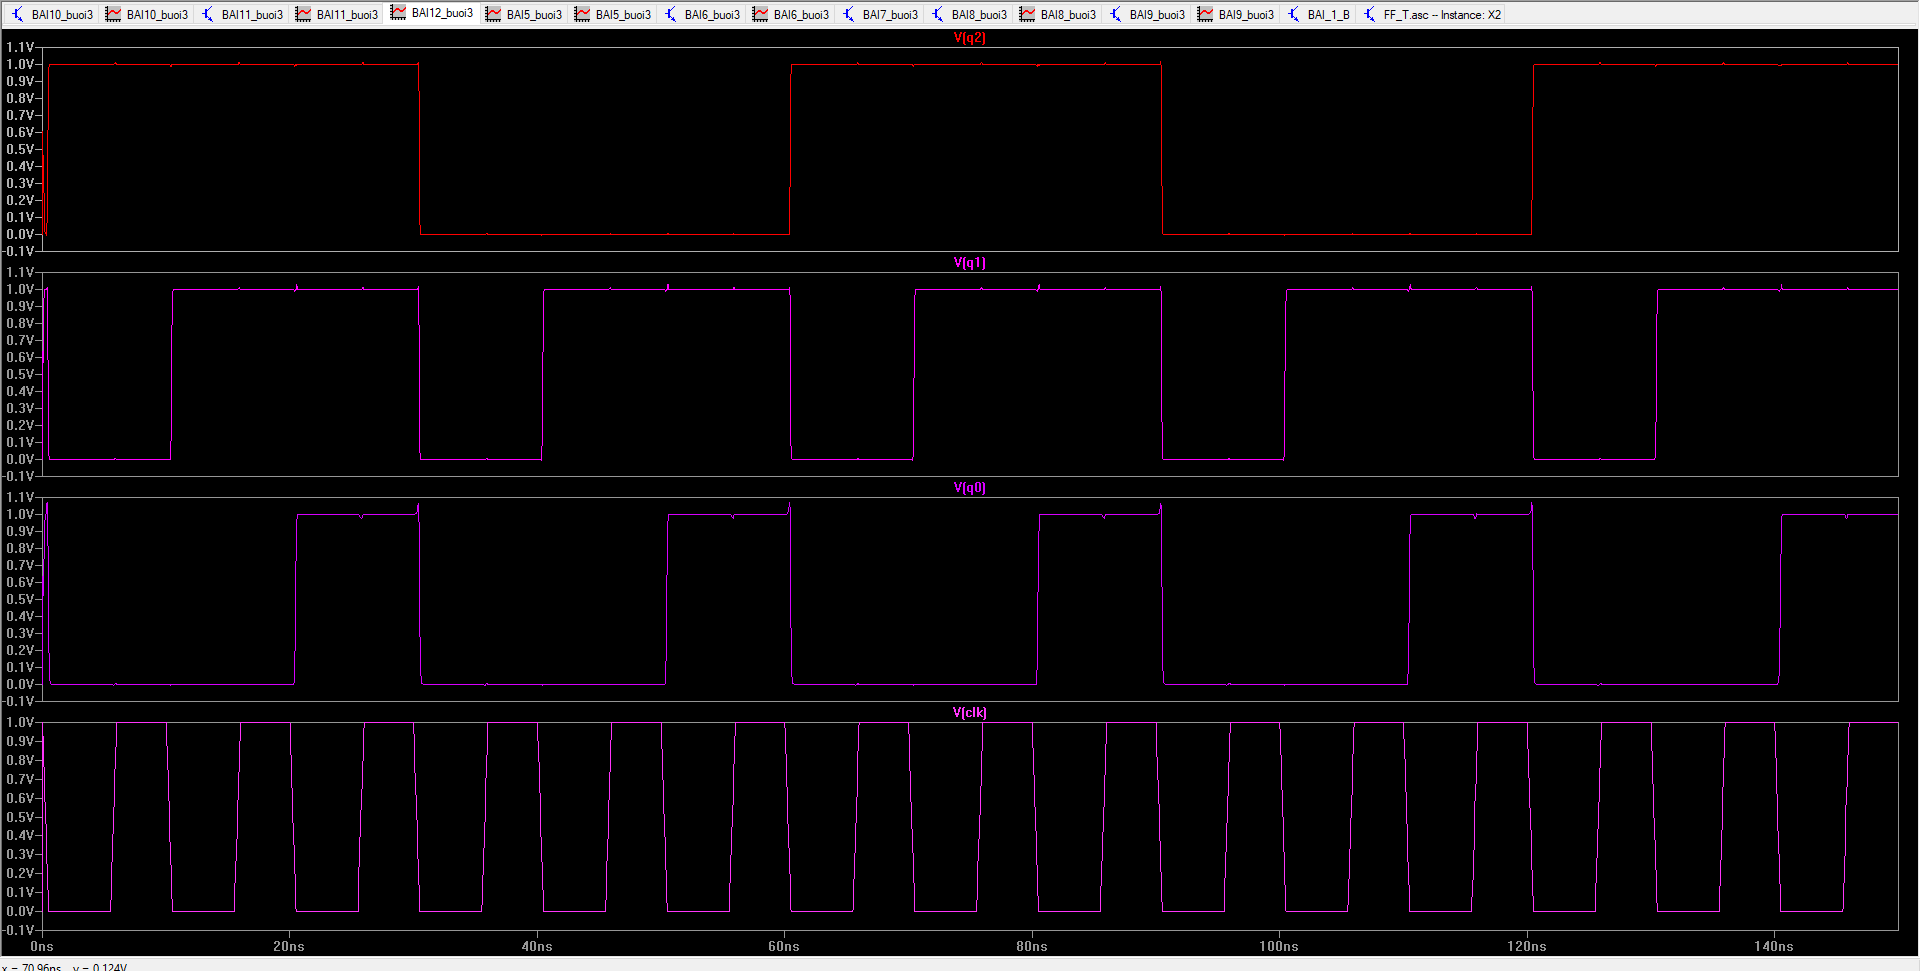 BAI10_buoi3 BAI10_buoi3 BAI11_buoi3 BAI11_buoi3 BAI12_buoi3 BAI5_buoi3 BAI5_buoi3 BAI6_buoi3 BAI6_buoi3 BAI7_buoi3 BAI8_buoi3 BAI8_buoi3 BAI9_buoi3 BAI9_buoi3 BAI_1_B FF_T.asc -- Instance: X2
V(q2)
1.1V
1.0V
0.9V
0.8V
0.7V
0.6V
0.5V
0.4V
0.3V
0.2V
0.1V
0.0V
-0.1V
V(q1)
1.1V
1.0V
0.9V
0.8V
0.7V
0.6V
0.5V
0.4V
0.3V
0.2V
0.1V
0.0V
-0.1V
V(q0)
1.1V
1.0V
0.9V
0.8V
0.7V
0.6V
0.5V
0.4V
0.3V
0.2V
0.1V
0.0V
-0.1V
V(clk)
1.0V
0.9V
0.8V
0.7V
0.6V
0.5V
0.4V
0.3V
0.2V
0.1V
0.0V
-0.1V
0ns 20ns 40ns 60ns 80ns 100ns 120ns 140ns
x = 70.96ns y = 0.124V